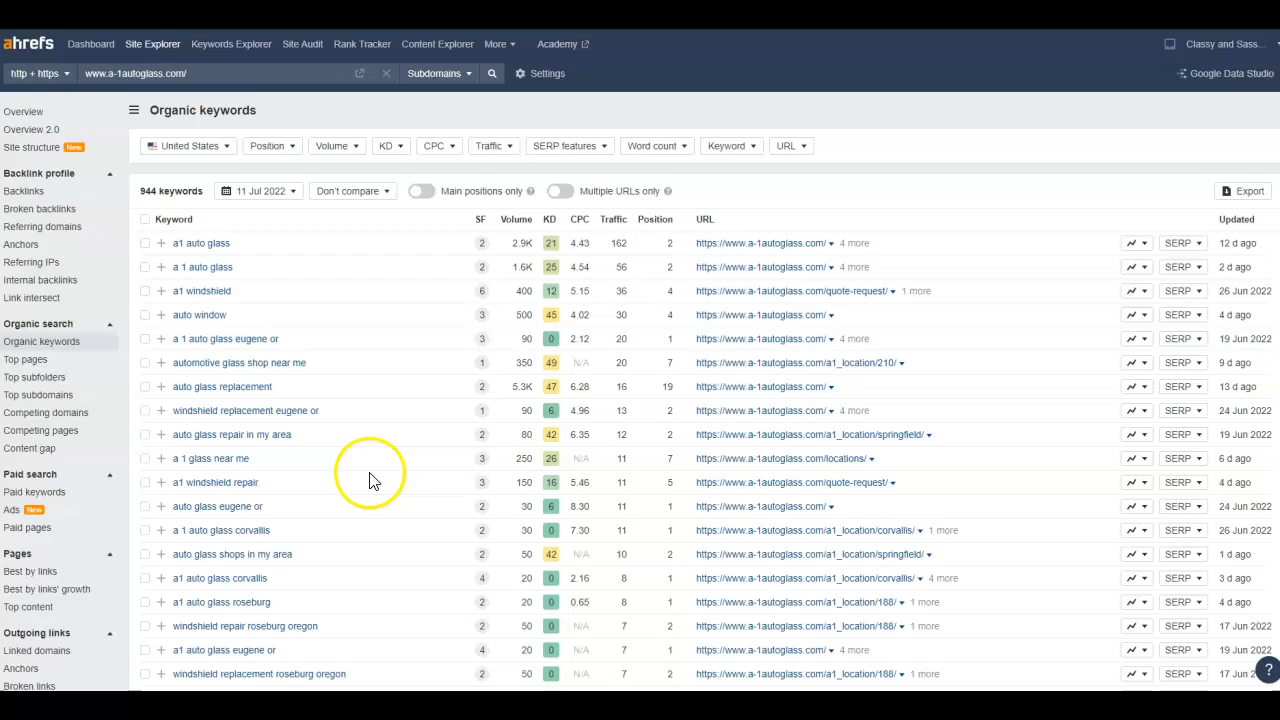 ahrefs Dashboard Site Explorer Keywords Explorer Site Audit Rank Tracker Content Explorer More Academy Classy and Sass...
http + https www.a-1autoglass.com/ Subdomains Settings Google Data Studio
Overview
Overview 2.0
Site structure New
Backlink profile
Backlinks
Broken backlinks
Referring domains
Anchors
Referring IPs
Internal backlinks
Link intersect
Organic search
Organic keywords
Top pages
Top subfolders
Top subdomains
Competing domains
Competing pages
Content gap
Paid search
Paid keywords
Ads New
Paid pages
Pages
Best by links
Best by links' growth
Top content
Outgoing links
Linked domains
Anchors
Broken links
Organic keywords
United States Position Volume KD CPC Traffic SERP features Word count Keyword URL
944 keywords 11 Jul 2022 Don't compare Main positions only ? Multiple URLs only ? Export
Keyword SF Volume KD CPC Traffic Position URL Updated
a1 auto glass 2 2.9K 21 4.43 162 2 https://www.a-1autoglass.com/ 4 more SERP 12 d ago
a 1 auto glass 2 1.6K 25 4.54 56 2 https://www.a-1autoglass.com/ 4 more SERP 2 d ago
a1 windshield 6 400 12 5.15 36 4 https://www.a-1autoglass.com/quote-request/ 1 more SERP 26 Jun 2022
auto window 3 500 45 4.02 30 4 https://www.a-1autoglass.com/ SERP 4 d ago
a 1 auto glass eugene or 3 90 0 2.12 20 1 https://www.a-1autoglass.com/ 4 more SERP 19 Jun 2022
automotive glass shop near me 1 350 49 N/A 20 7 https://www.a-1autoglass.com/a1_location/210/ SERP 9 d ago
auto glass replacement 2 5.3K 47 6.28 16 19 https://www.a-1autoglass.com/ SERP 13 d ago
windshield replacement eugene or 1 90 6 4.96 13 2 https://www.a-1autoglass.com/ 4 more SERP 24 Jun 2022
auto glass repair in my area 2 80 42 6.35 12 2 https://www.a-1autoglass.com/a1_location/springfield/ SERP 19 Jun 2022
a 1 glass near me 3 250 26 N/A 11 7 https://www.a-1autoglass.com/locations/ SERP 6 d ago
a1 windshield repair 3 150 16 5.46 11 5 https://www.a-1autoglass.com/quote-request/ SERP 4 d ago
auto glass eugene or 2 30 6 8.30 11 2 https://www.a-1autoglass.com/ SERP 24 Jun 2022
a 1 auto glass corvallis 2 30 0 7.30 11 1 https://www.a-1autoglass.com/a1_location/corvallis/ 1 more SERP 26 Jun 2022
auto glass shops in my area 2 50 42 N/A 10 2 https://www.a-1autoglass.com/a1_location/springfield/ SERP 1 d ago
a1 auto glass corvallis 4 20 0 2.16 8 1 https://www.a-1autoglass.com/a1_location/corvallis/ 4 more SERP 3 d ago
a1 auto glass roseburg 2 20 0 0.65 8 1 https://www.a-1autoglass.com/a1_location/188/ 1 more SERP 4 d ago
windshield repair roseburg oregon 2 50 0 N/A 7 2 https://www.a-1autoglass.com/a1_location/188/ 1 more SERP 17 Jun 2022
a1 auto glass eugene or 4 20 0 N/A 7 1 https://www.a-1autoglass.com/ 4 more SERP 19 Jun 2022
windshield replacement roseburg oregon 2 50 0 N/A 7 2 https://www.a-1autoglass.com/a1_location/188/ 1 more SERP 17 Jun 2022
?